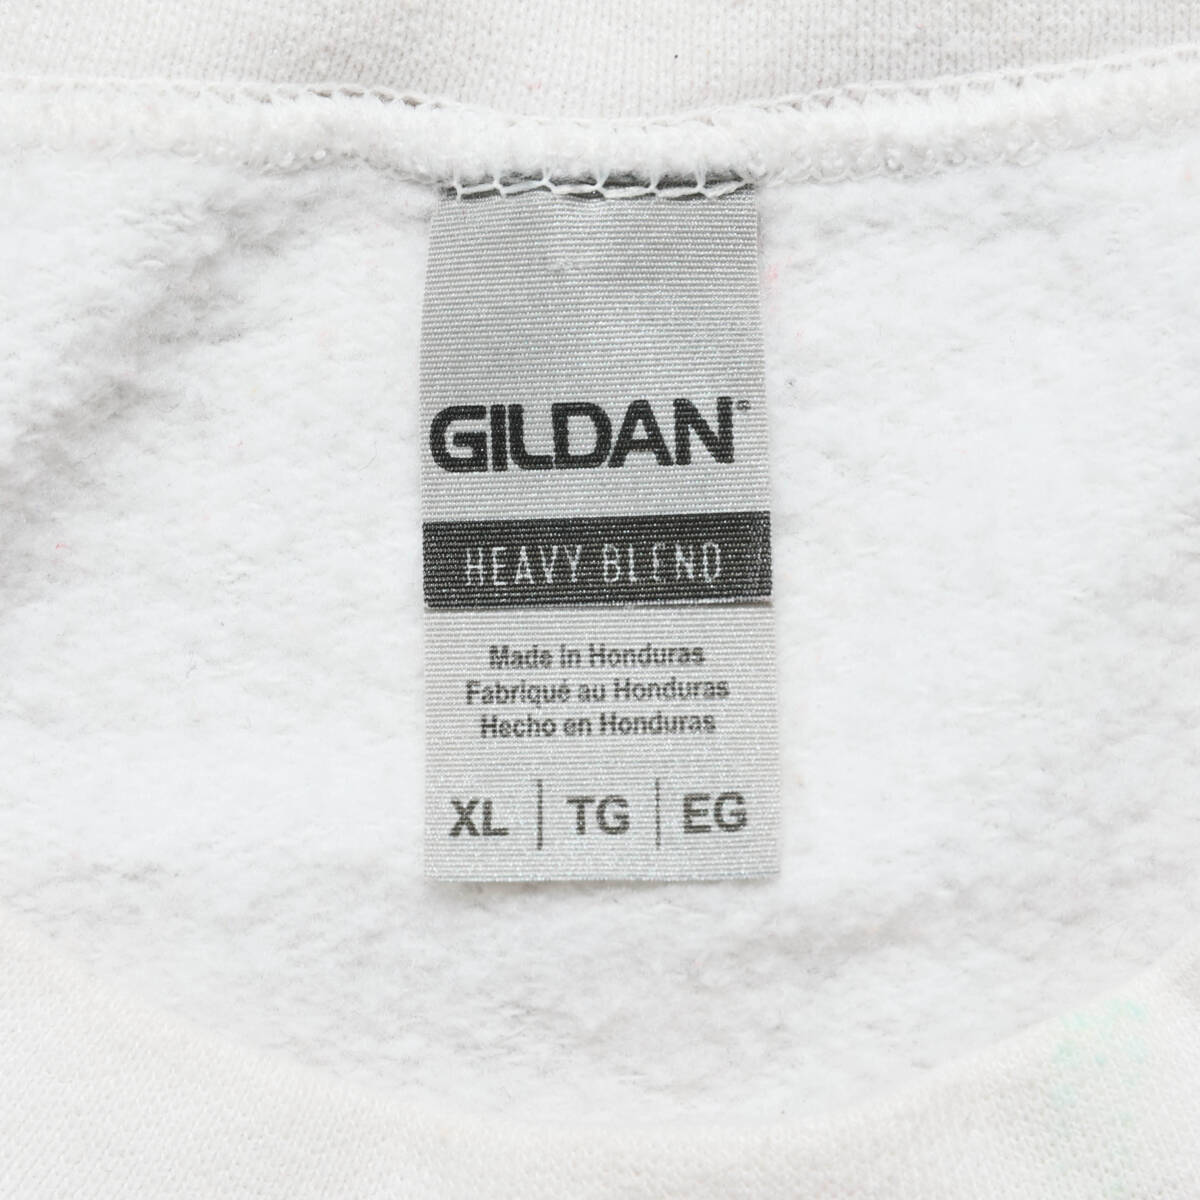 GILDAN®
HEAVY BLEND
Made in Honduras
Fabriqué au Honduras
Hecho en Honduras
XL | TG | EG